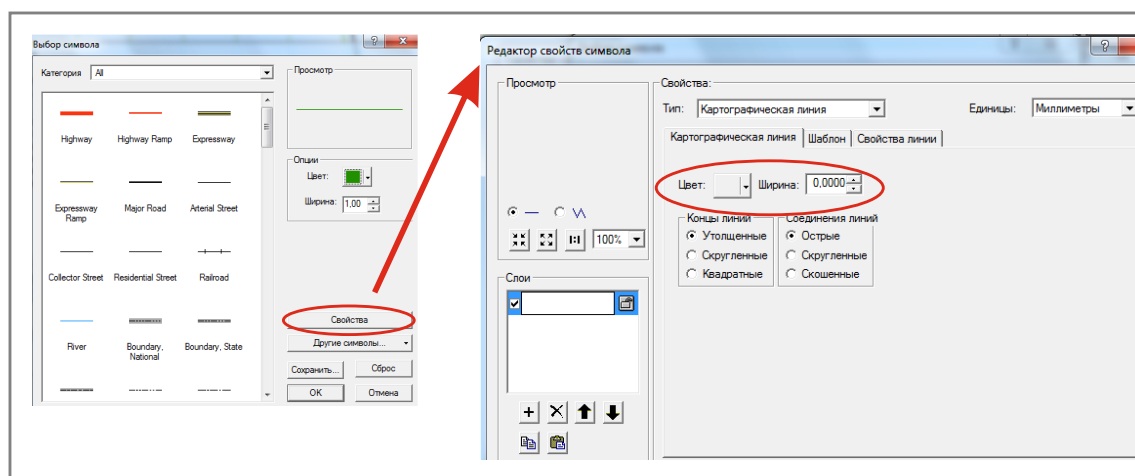 Выбор символа
Категория All
Highway
Highway Ramp
Expressway
Expressway
Ramp
Major Road
Arterial Street
Collector Street
Residential Street
Railroad
River
Boundary,
National
Boundary, State
Просмотр
Опции
Цвет:
Ширина: 1,00
Свойства
Другие символы...
Сохранить...
Сброс
OK
Отмена
Редактор свойств символа
Просмотр
1:1
100%
Слои
Свойства:
Тип: Картографическая линия
Единицы: Миллиметры
Картографическая линия
Шаблон
Свойства линии
Цвет:
Ширина: 0,0000
Концы линий
Утолщенные
Скругленные
Квадратные
Соединения линий
Острые
Скругленные
Скошенные